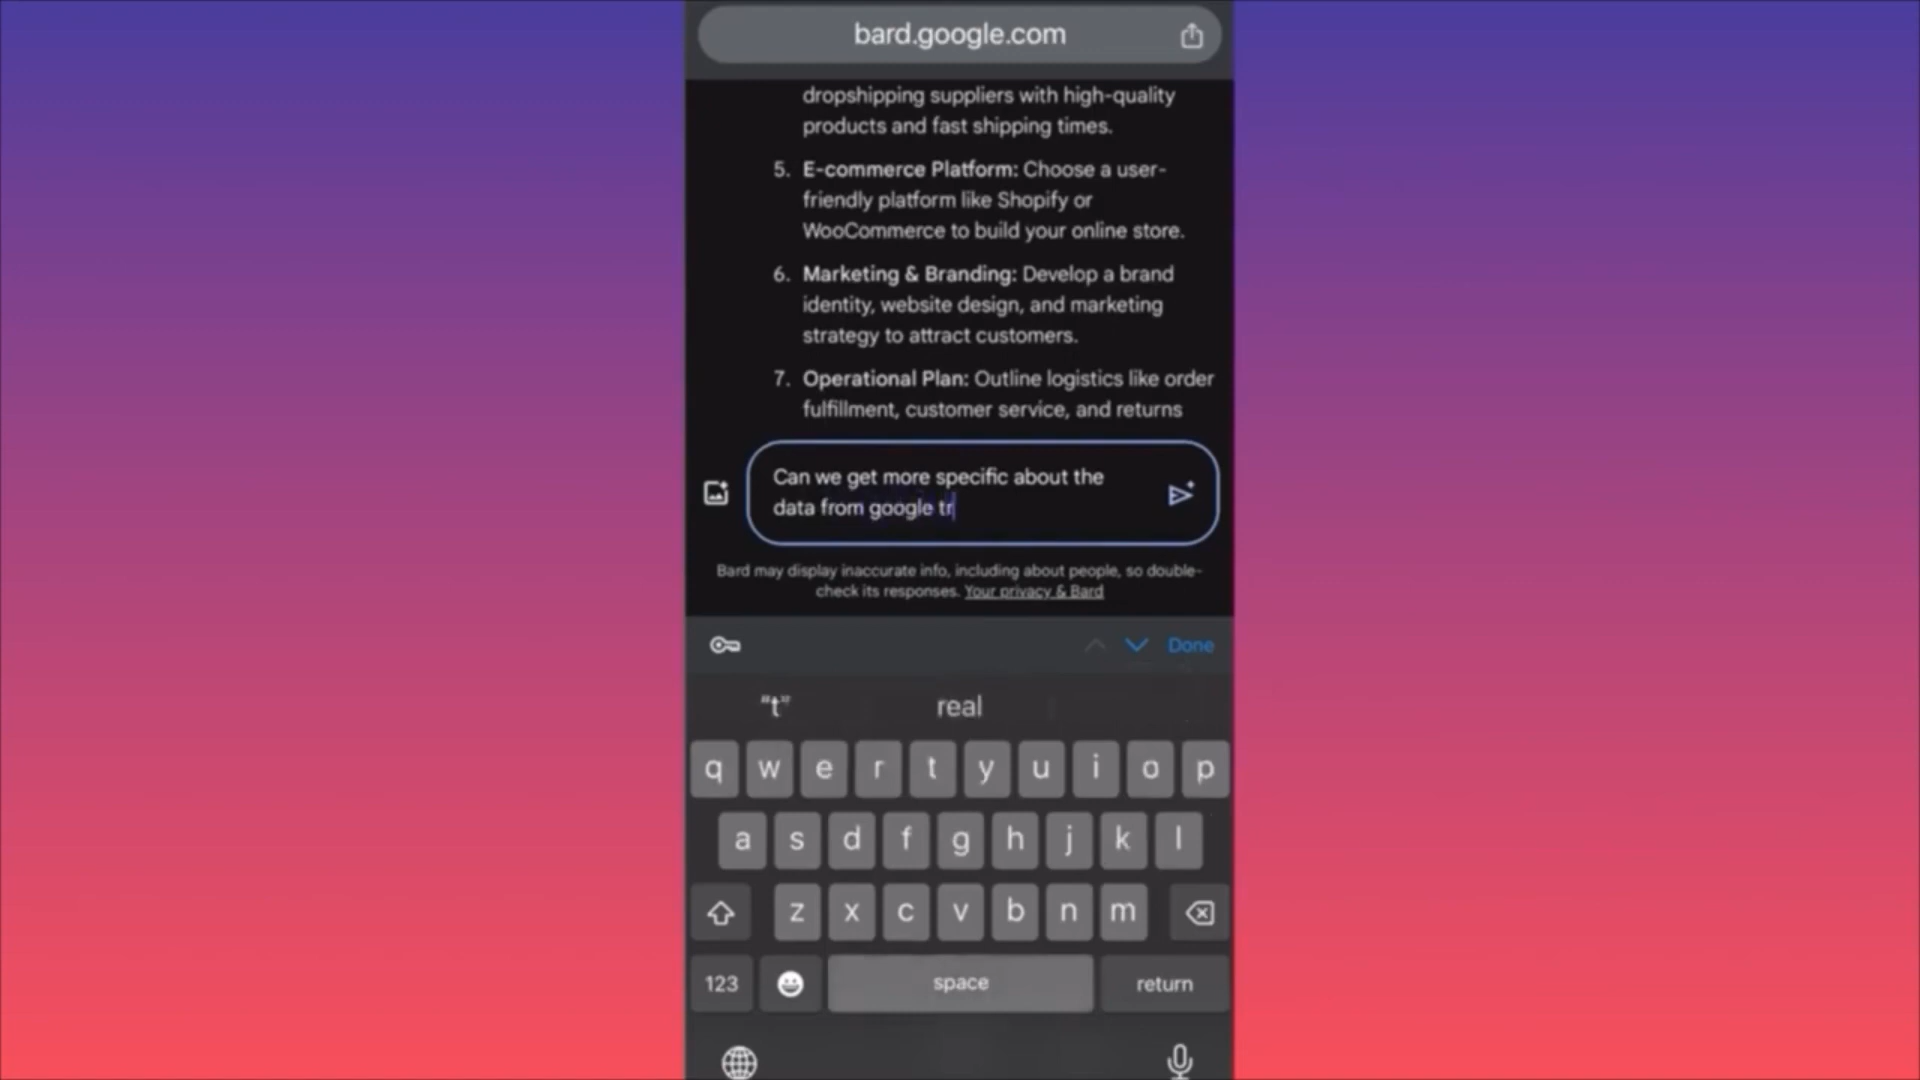 bard.google.com
dropshipping suppliers with high-quality
products and fast shipping times.
5. E-commerce Platform: Choose a user-
friendly platform like Shopify or
WooCommerce to build your online store.
6. Marketing & Branding: Develop a brand
identity, website design, and marketing
strategy to attract customers.
7. Operational Plan: Outline logistics like order
fulfillment, customer service, and returns
Can we get more specific about the
data from google tr
Bard may display inaccurate info, including about people, so double-
check its responses. Your privacy & Bard
Done
"t" real
q w e r t y u i o p
a s d f g h j k l
z x c v b n m
123 space return